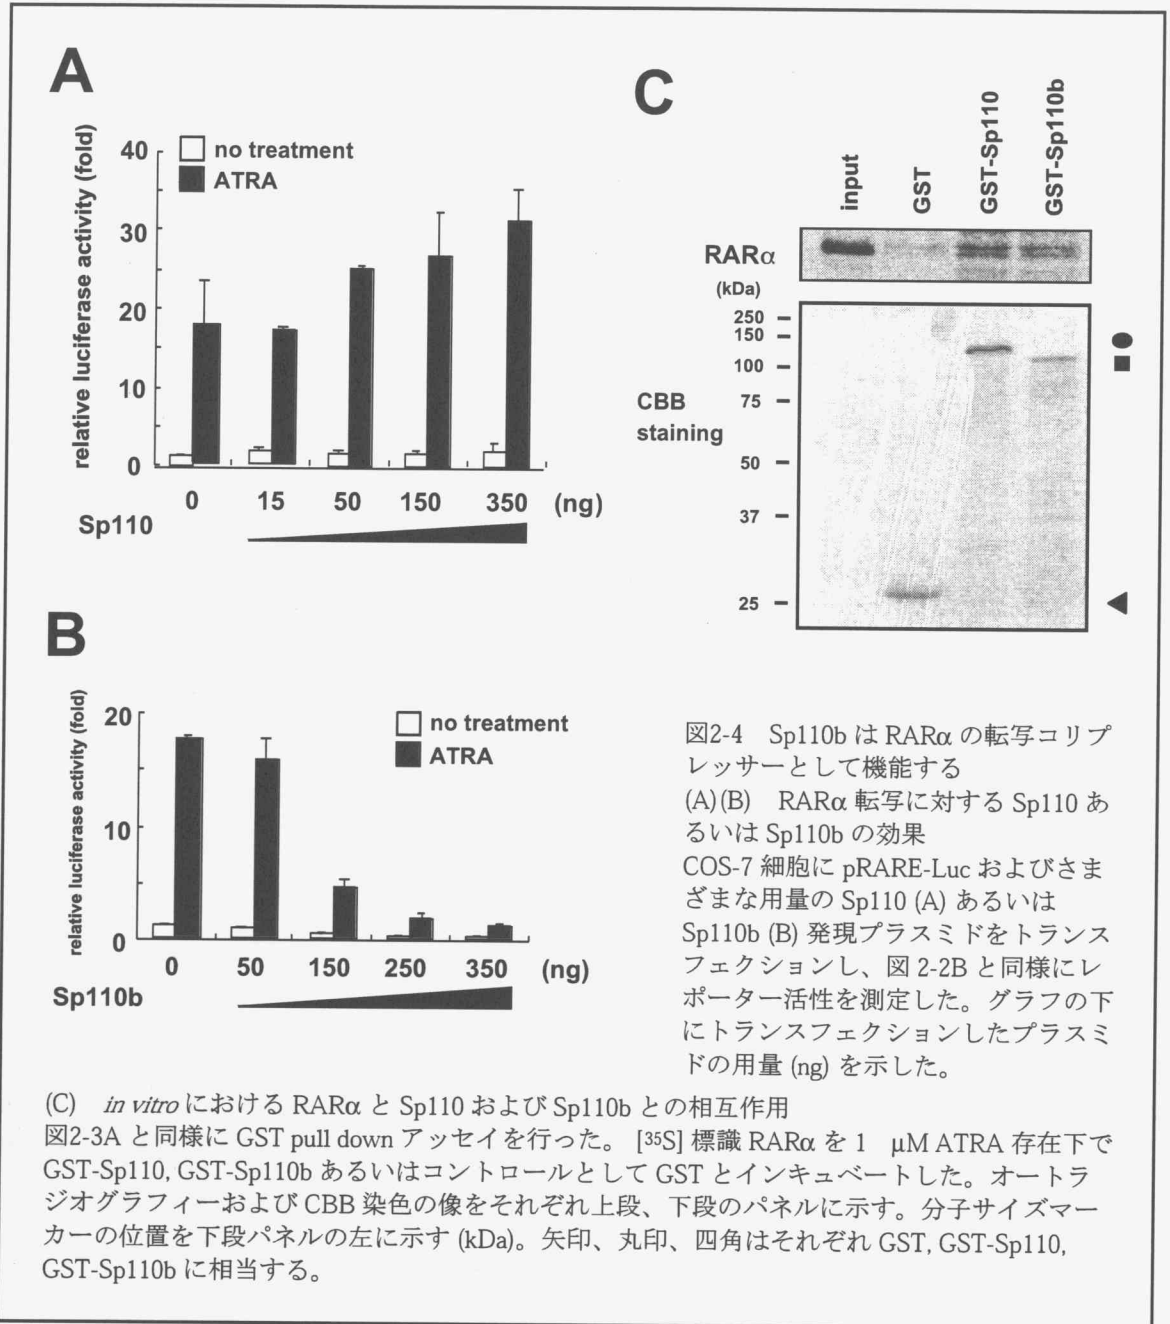 A
relative luciferase activity (fold)
40
30
20
10
0
no treatment
ATRA
0 15 50 150 350 (ng)
Sp110
B
relative luciferase activity (fold)
20
10
0
no treatment
ATRA
0 50 150 250 350 (ng)
Sp110b
C
input
GST
GST-Sp110
GST-Sp110b
RARα
(kDa)
250
150
100
75
50
37
25
CBB
staining
図2-4 Sp110b は RARα の転写コリプ
レッサーとして機能する
(A)(B) RARα 転写に対する Sp110 あ
るいは Sp110b の効果
COS-7 細胞に pRARE-Luc およびさま
ざまな用量の Sp110 (A) あるいは
Sp110b (B) 発現プラスミドをトランス
フェクションし、図 2-2B と同様にレ
ポーター活性を測定した。グラフの下
にトランスフェクションしたプラスミ
ドの用量 (ng) を示した。
(C) in vitro における RARα と Sp110 および Sp110b との相互作用
図2-3A と同様に GST pull down アッセイを行った。 [³⁵S] 標識 RARα を 1 μM ATRA 存在下で
GST-Sp110, GST-Sp110b あるいはコントロールとして GST とインキュベートした。オートラ
ジオグラフィーおよび CBB 染色の像をそれぞれ上段、下段のパネルに示す。分子サイズマー
カーの位置を下段パネルの左に示す (kDa)。矢印、丸印、四角はそれぞれ GST, GST-Sp110,
GST-Sp110b に相当する。